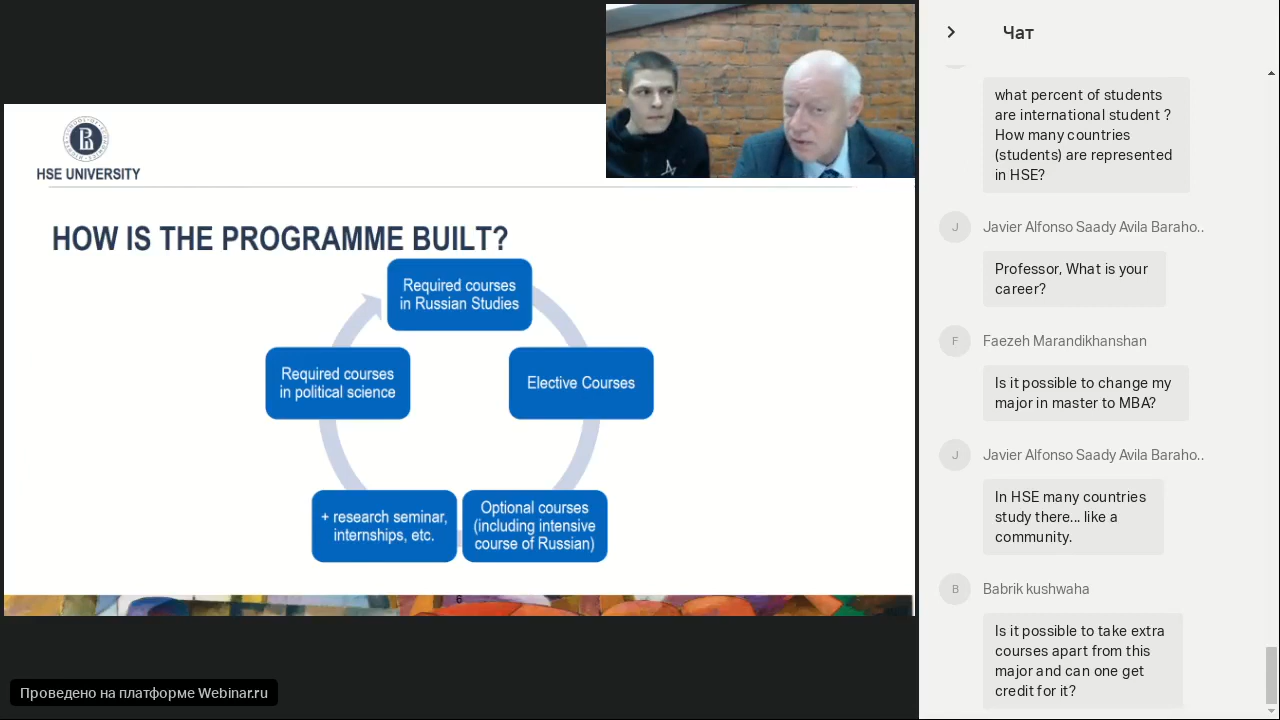 HSE UNIVERSITY
HOW IS THE PROGRAMME BUILT?
Required courses
in Russian Studies
Required courses
in political science
Elective Courses
+ research seminar,
internships, etc.
Optional courses
(including intensive
course of Russian)
6
Проведено на платформе Webinar.ru
Чат
what percent of students
are international student ?
How many countries
(students) are represented
in HSE?
J
Javier Alfonso Saady Avila Baraho..
Professor, What is your
career?
F
Faezeh Marandikhanshan
Is it possible to change my
major in master to MBA?
J
Javier Alfonso Saady Avila Baraho..
In HSE many countries
study there... like a
community.
B
Babrik kushwaha
Is it possible to take extra
courses apart from this
major and can one get
credit for it?